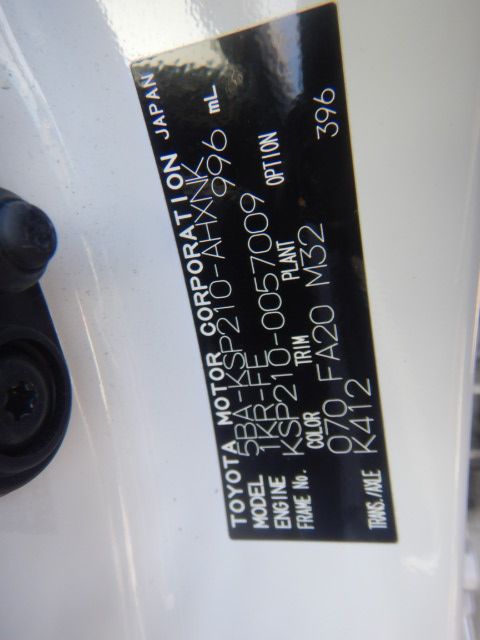 TOYOTA MOTOR CORPORATION JAPAN
MODEL 5BA-KSP210-AHXNK
ENGINE 1KR-FE 996 mL
FRAME No. KSP210-0057009
COLOR TRIM PLANT OPTION
070 FA20 M32 396
TRANS./AXLE K412